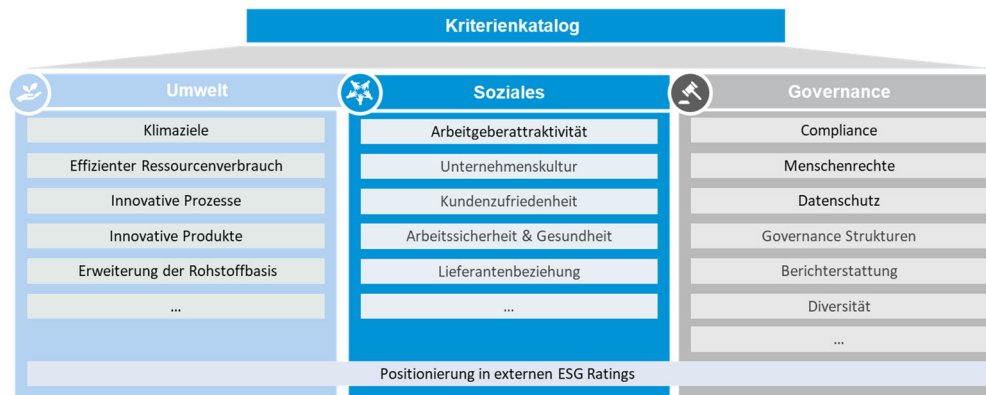 Kriterienkatalog
Umwelt
Klimaziele
Effizienter Ressourcenverbrauch
Innovative Prozesse
Innovative Produkte
Erweiterung der Rohstoffbasis
...
Soziales
Arbeitgeberattraktivität
Unternehmenskultur
Kundenzufriedenheit
Arbeitssicherheit & Gesundheit
Lieferantenbeziehung
...
Governance
Compliance
Menschenrechte
Datenschutz
Governance Strukturen
Berichterstattung
Diversität
...
Positionierung in externen ESG Ratings